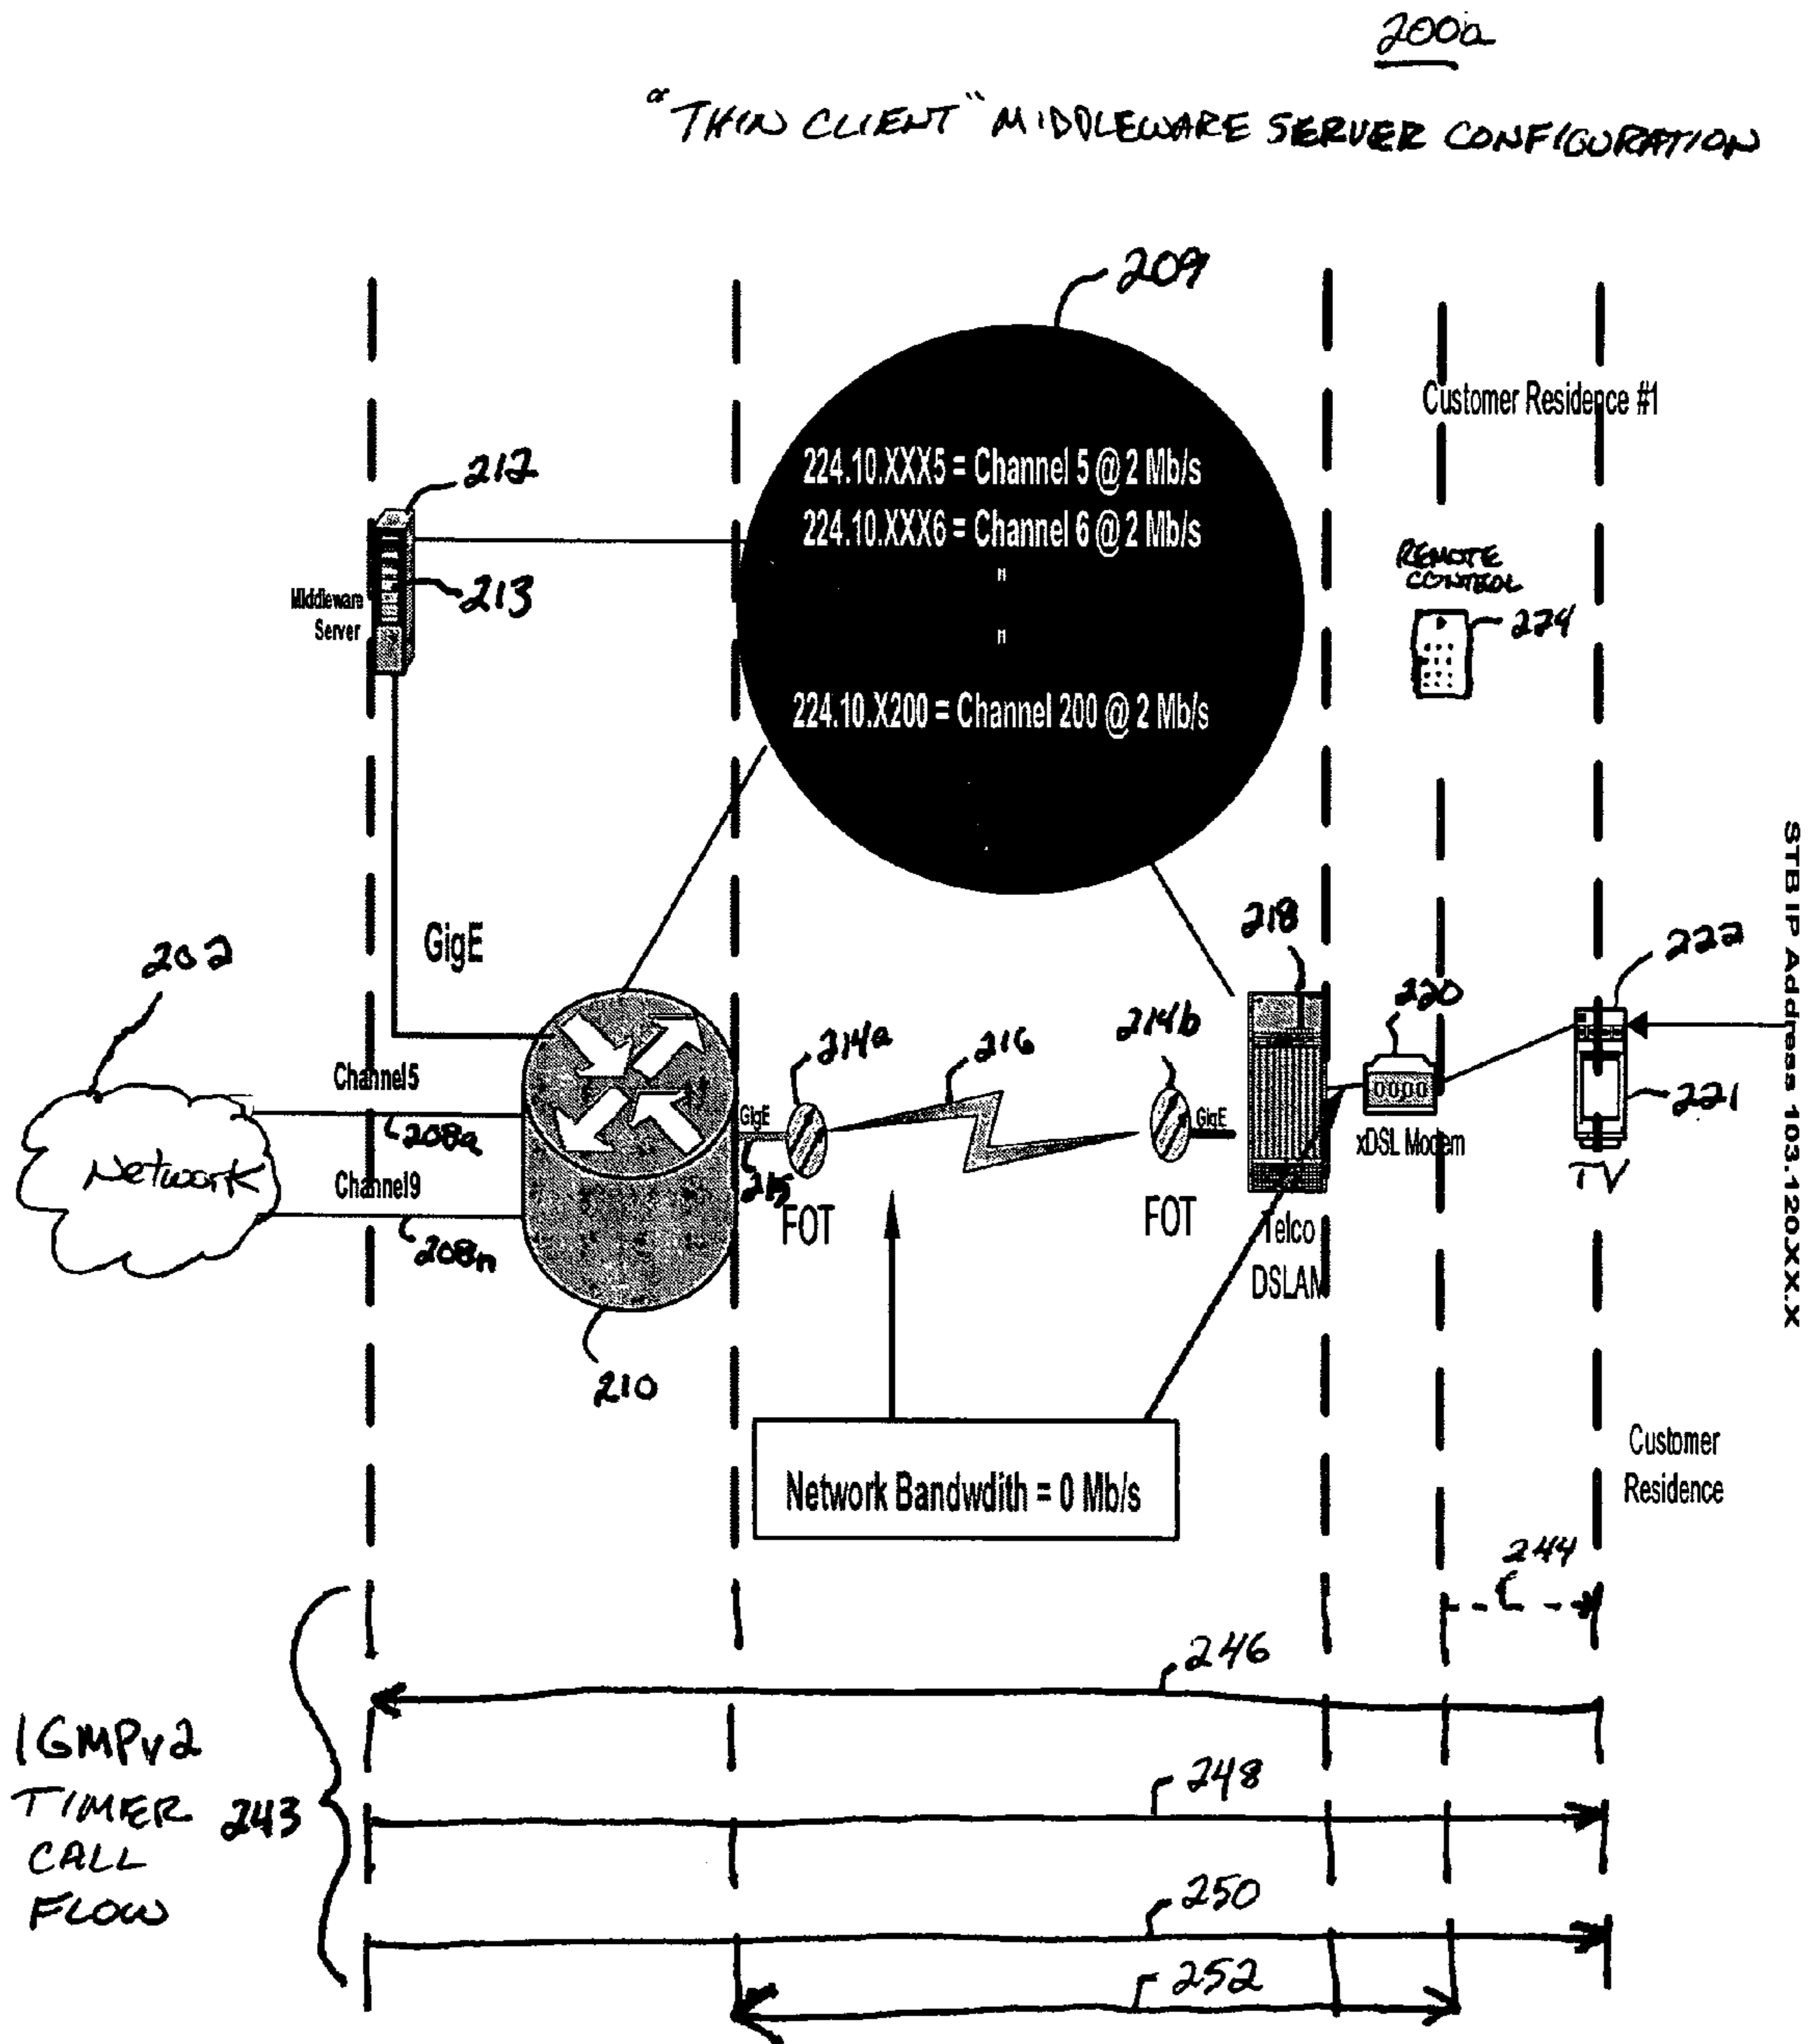 200a
"THIN CLIENT" MIDDLEWARE SERVER CONFIGURATION
209
Customer Residence #1
224.10.XXX5 = Channel 5 @ 2 Mb/s
224.10.XXX6 = Channel 6 @ 2 Mb/s
"
"
224.10.X200 = Channel 200 @ 2 Mb/s
212
213
Middleware
Server
REMOTE
CONTROL
224
STB IP Address 103.120XX.X
GigE
202
218
222
220
214a
216
214b
Channel5
208a
Network
Channel9
208n
GigE
215
FOT
GigE
FOT
Telco
DSLAM
xDSL Modem
221
TV
210
Network Bandwdith = 0 Mb/s
Customer
Residence
244
246
IGMPv2
TIMER
CALL
FLOW
243
248
250
252